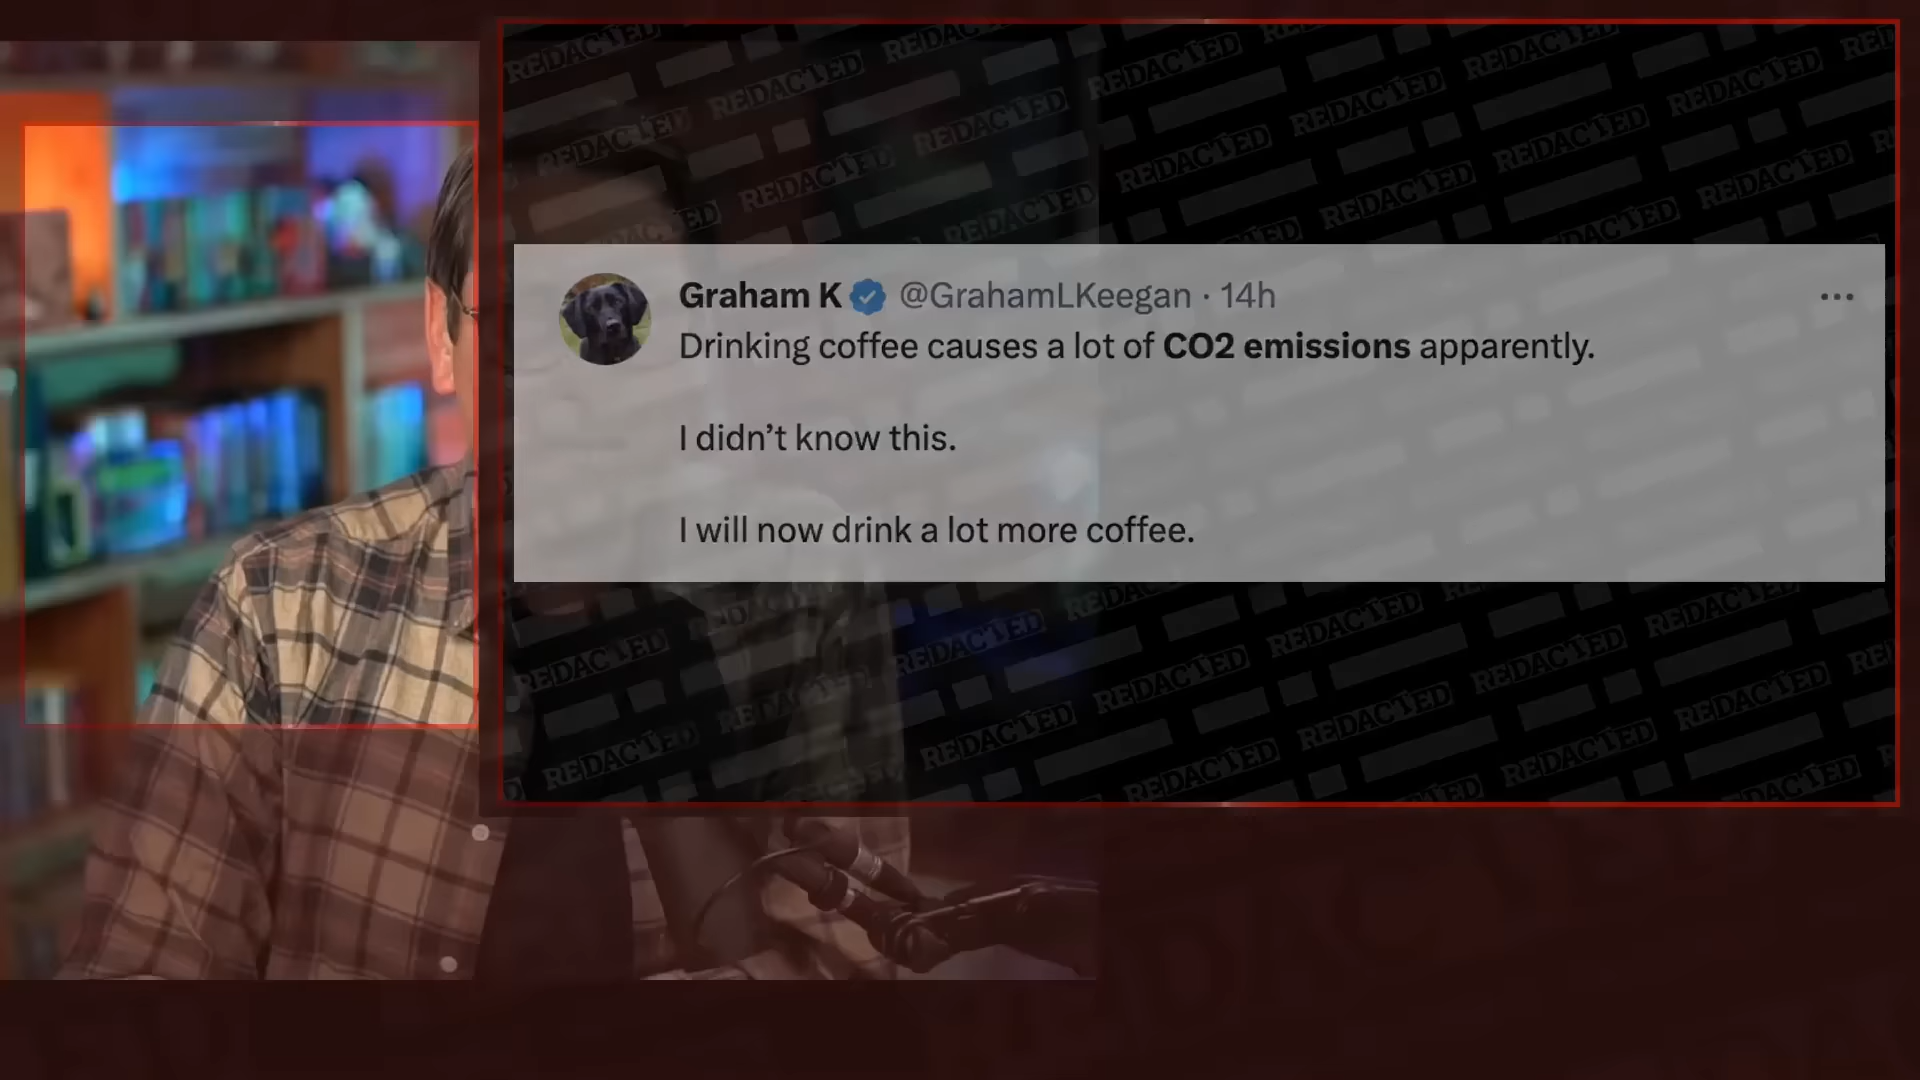 Graham K @GrahamLKeegan · 14h
Drinking coffee causes a lot of CO2 emissions apparently.
I didn’t know this.
I will now drink a lot more coffee.
REDACTED